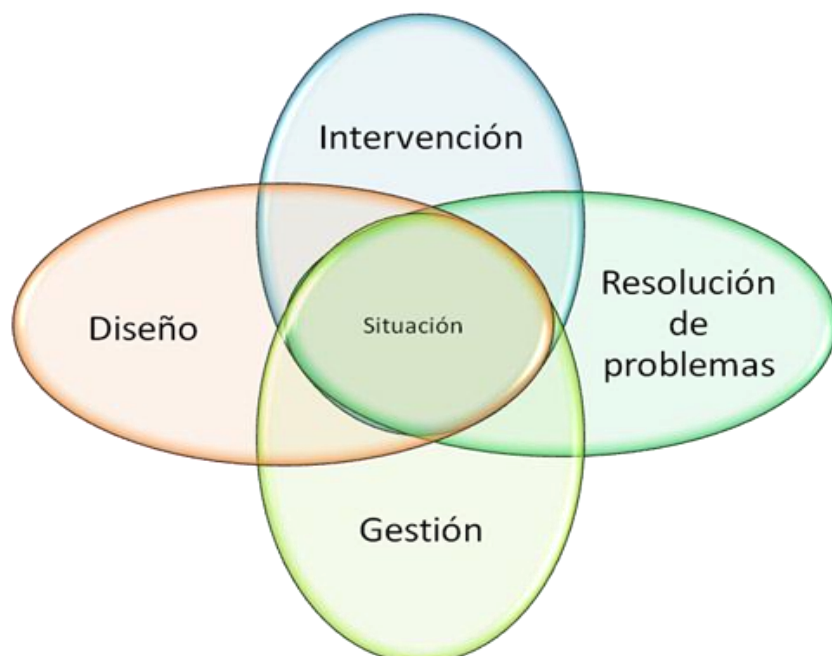 Intervención
Diseño
Situación
Resolución
de
problemas
Gestión